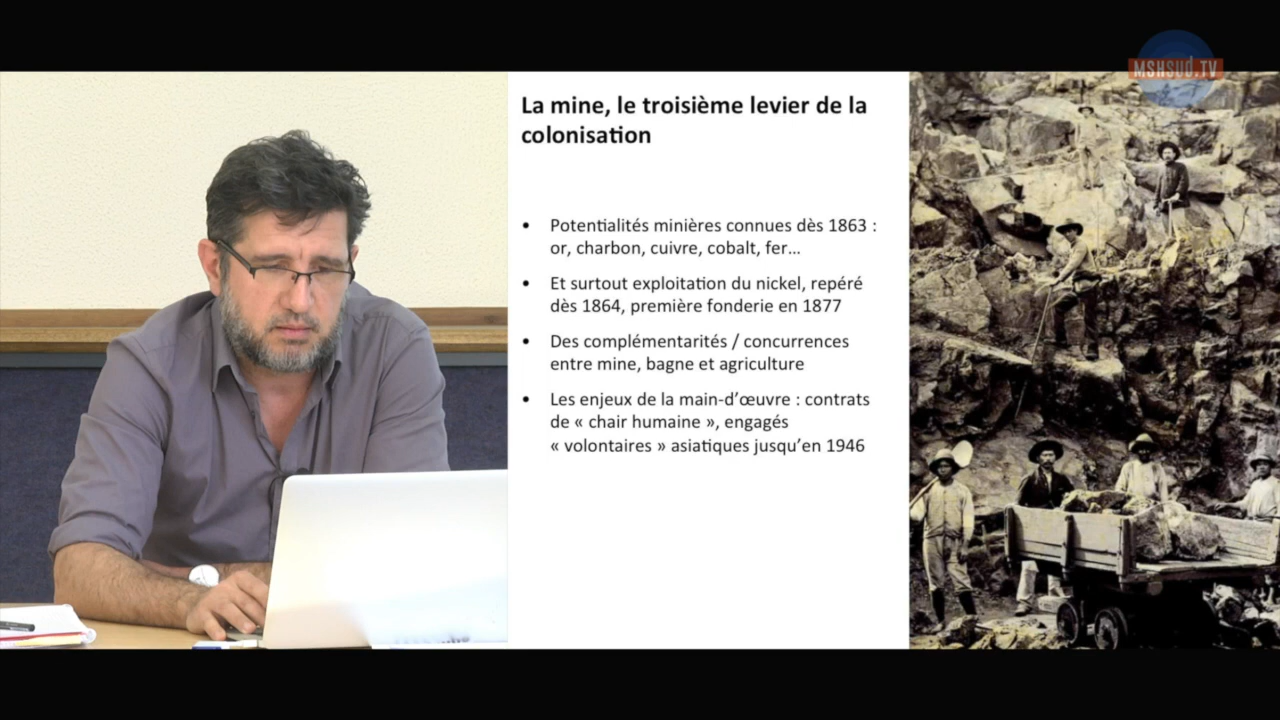 MSHSUD.TV
La mine, le troisième levier de la
colonisation
• Potentialités minières connues dès 1863 :
or, charbon, cuivre, cobalt, fer…
• Et surtout exploitation du nickel, repéré
dès 1864, première fonderie en 1877
• Des complémentarités / concurrences
entre mine, bagne et agriculture
• Les enjeux de la main-d’œuvre : contrats
de « chair humaine », engagés
« volontaires » asiatiques jusqu’en 1946